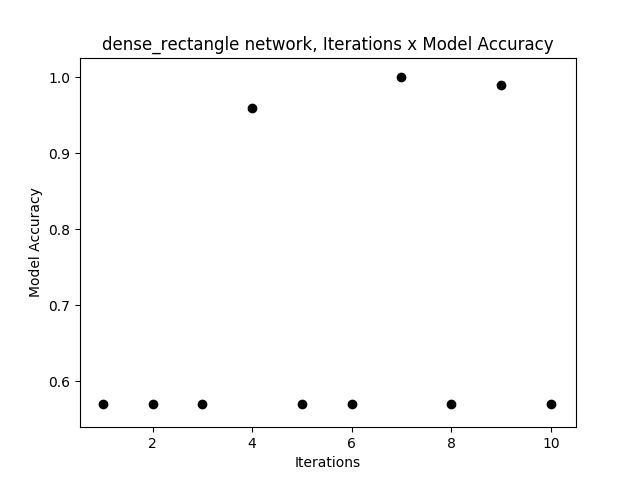 dense_rectangle network, Iterations x Model Accuracy
1.0
0.9
0.8
0.7
0.6
Model Accuracy
2 4 6 8 10
Iterations